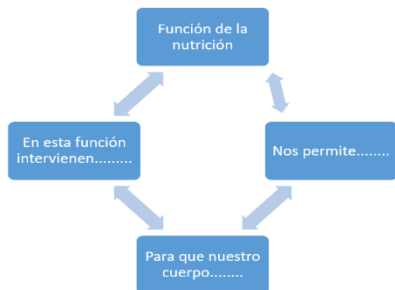 Función de la
nutrición
En esta función
intervienen.........
Nos permite........
Para que nuestro
cuerpo........